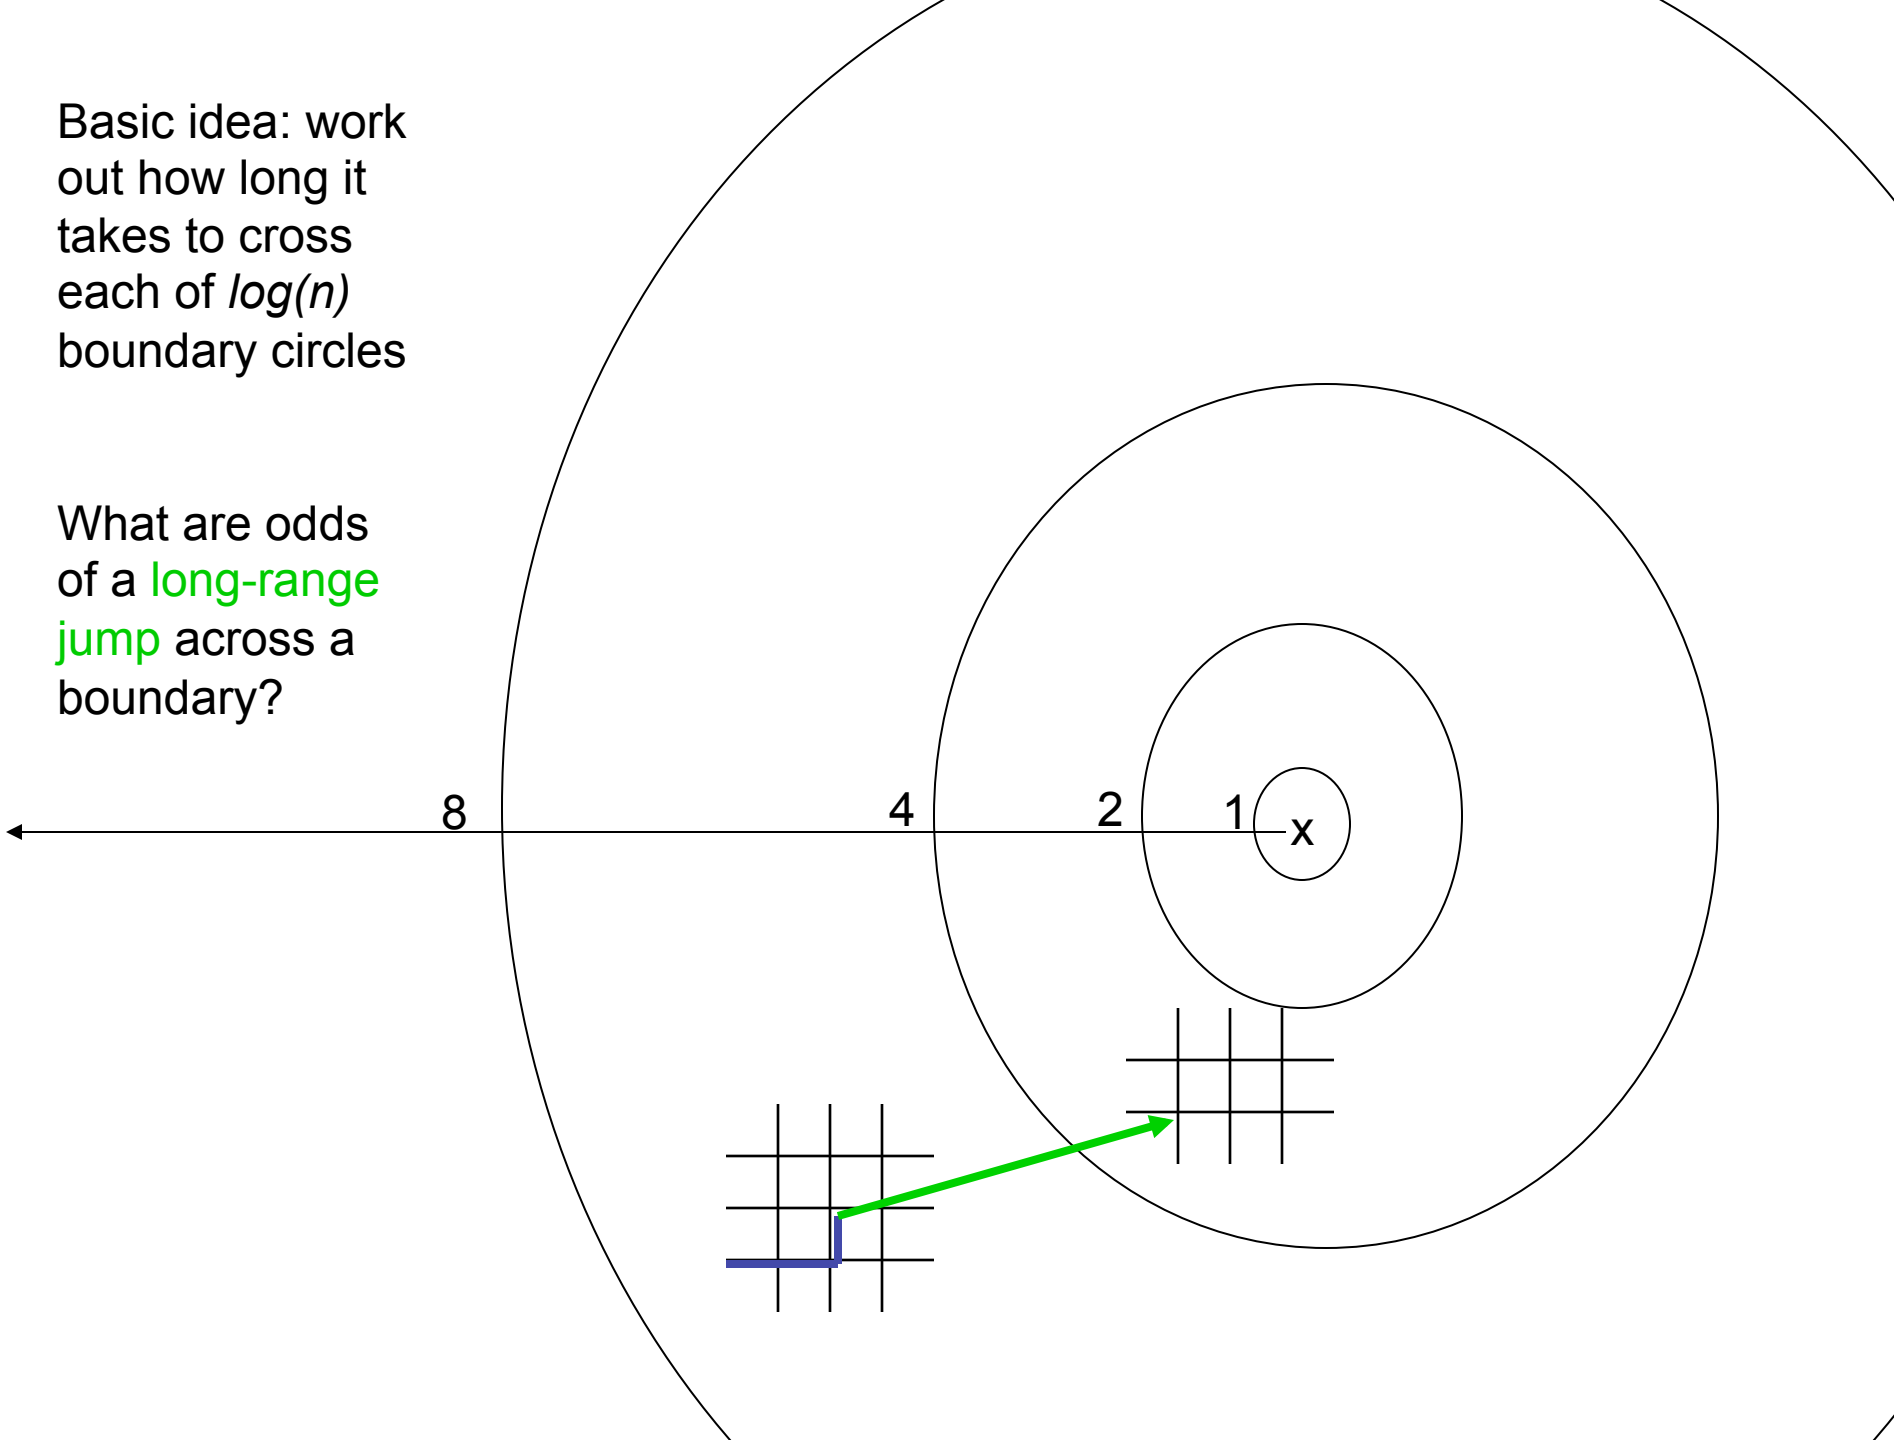 Basic idea: work
out how long it
takes to cross
each of log(n)
boundary circles
What are odds
of a long-range
jump across a
boundary?
8 4 2 1 x